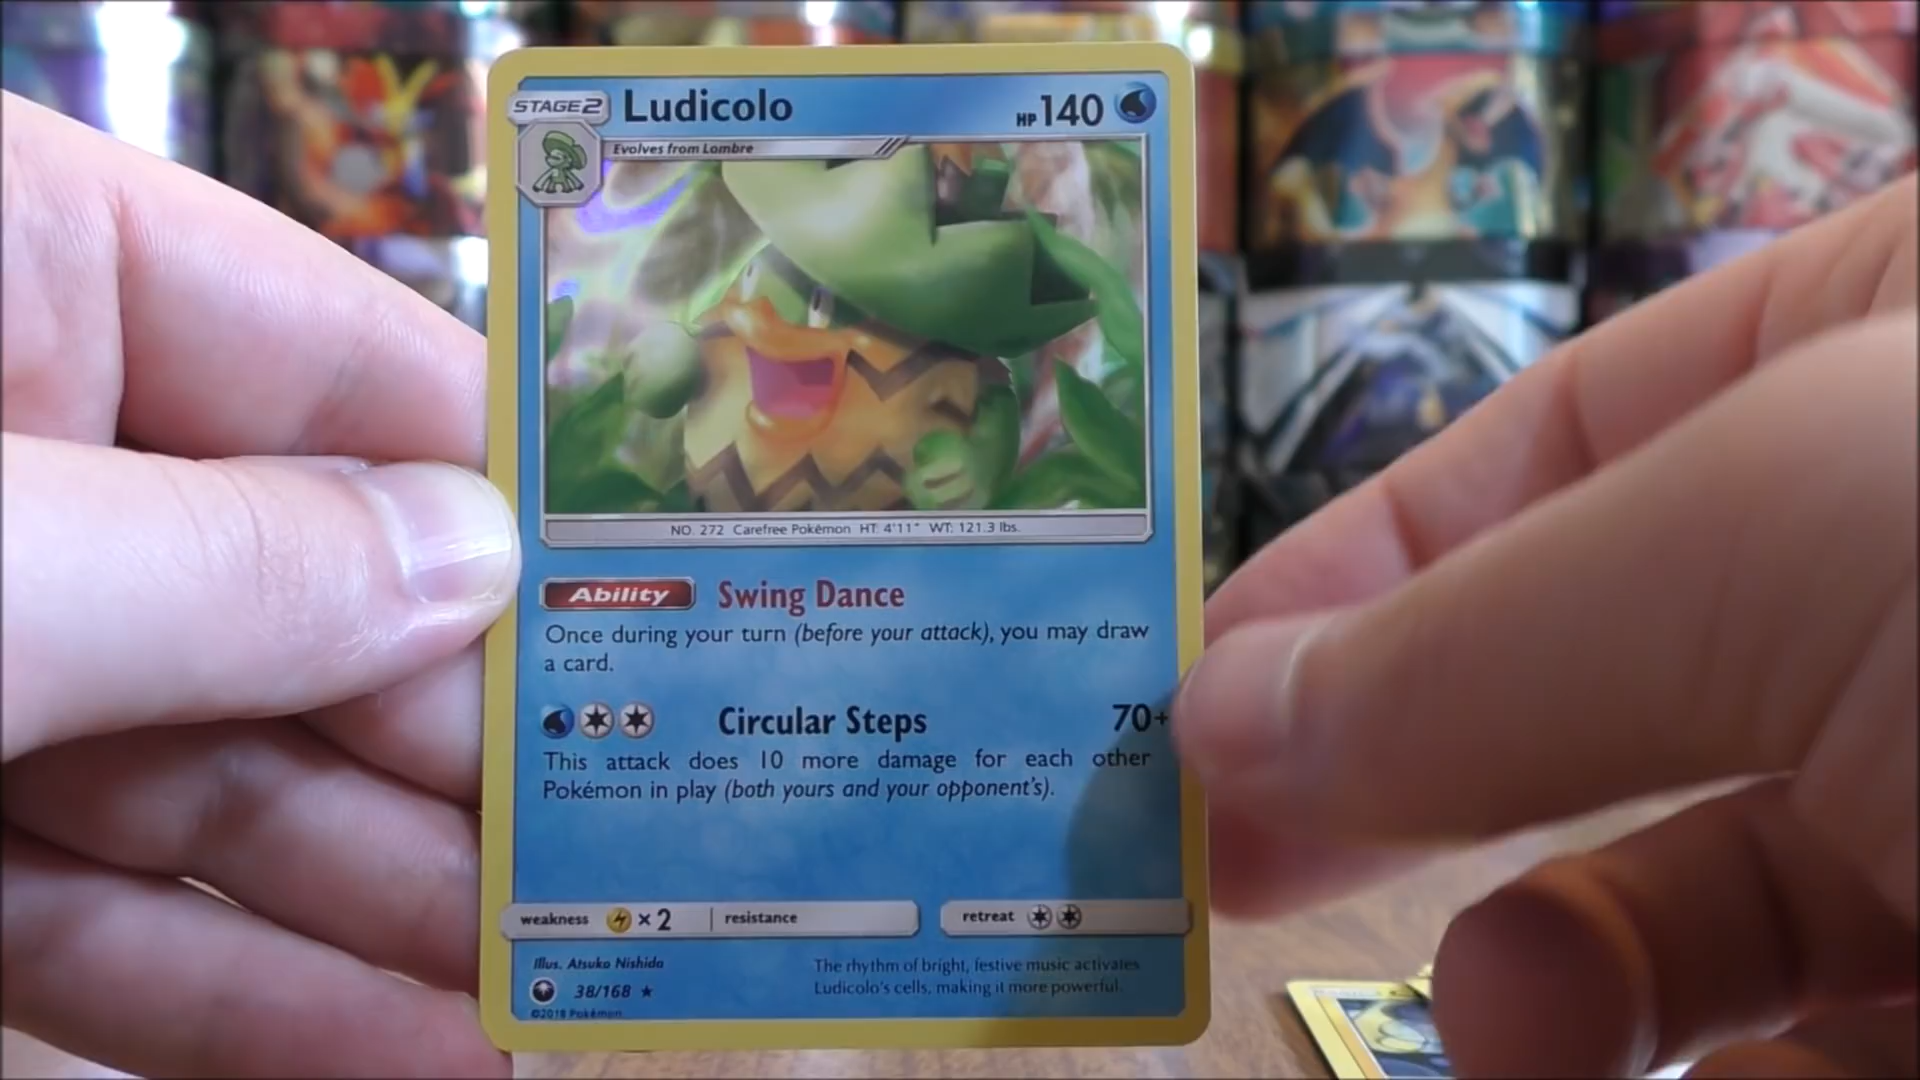 STAGE2 Ludicolo HP 140
Evolves from Lombre
NO. 272 Carefree Pokémon HT: 4'11" WT: 121.3 lbs.
Ability Swing Dance
Once during your turn (before your attack), you may draw
a card.
Circular Steps 70+
This attack does 10 more damage for each other
Pokémon in play (both yours and your opponent's).
weakness ×2 resistance retreat
Illus. Atsuko Nishida
The rhythm of bright, festive music activates
Ludicolo's cells, making it more powerful.
38/168
©2018 Pokémon